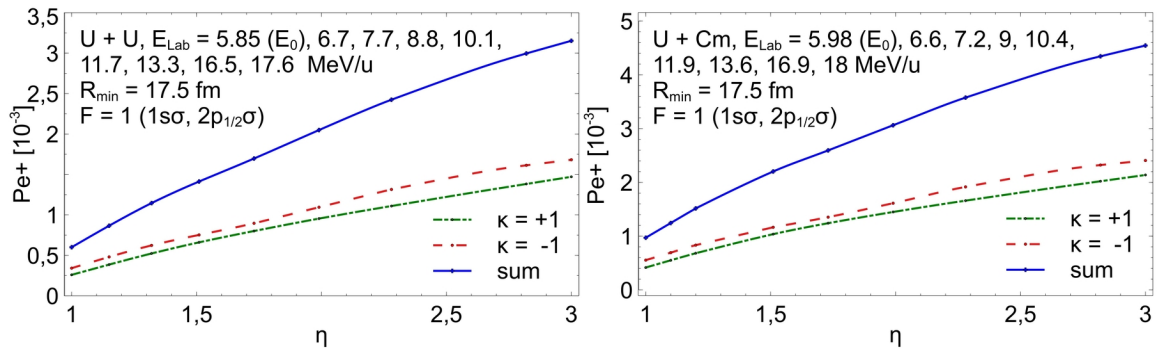 3,5
3
2,5
2
1,5
1
0,5
0
Pe+ [10⁻³]
U + U, E_Lab = 5.85 (E₀), 6.7, 7.7, 8.8, 10.1,
11.7, 13.3, 16.5, 17.6 MeV/u
R_min = 17.5 fm
F = 1 (1sσ, 2p_1/2σ)
κ = +1
κ = -1
sum
1
1,5
2
2,5
3
η
5
4
3
2
1
0
Pe+ [10⁻³]
U + Cm, E_Lab = 5.98 (E₀), 6.6, 7.2, 9, 10.4,
11.9, 13.6, 16.9, 18 MeV/u
R_min = 17.5 fm
F = 1 (1sσ, 2p_1/2σ)
κ = +1
κ = -1
sum
1
1,5
2
2,5
3
η